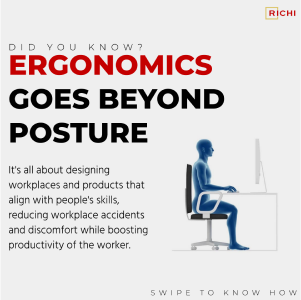 RICHI
DID YOU KNOW?
ERGONOMICS
GOES BEYOND
POSTURE
It's all about designing
workplaces and products that
align with people's skills,
reducing workplace accidents
and discomfort while boosting
productivity of the worker.
SWIPE TO KNOW HOW